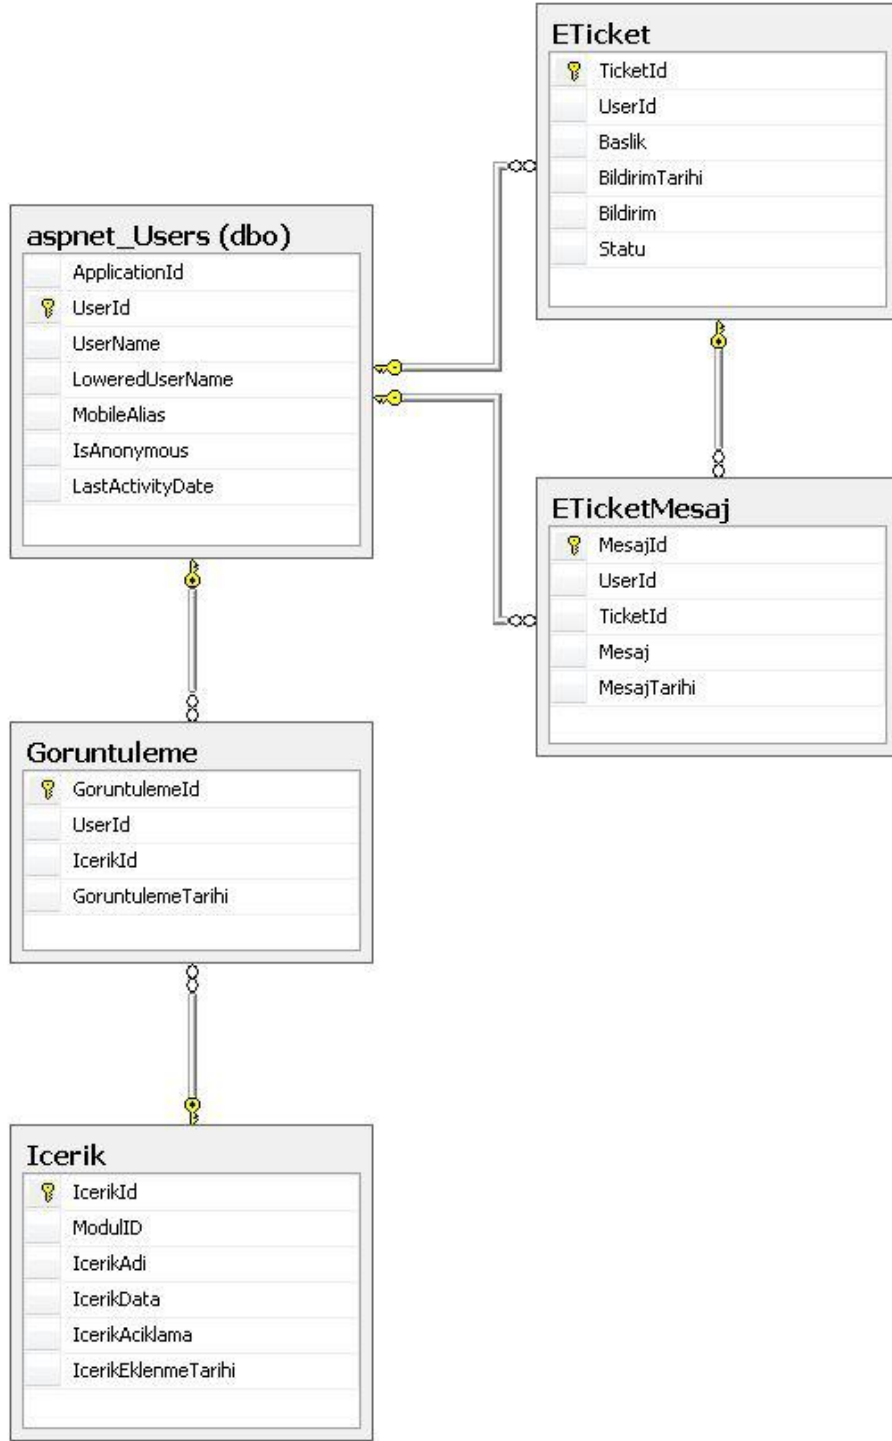 ETicket
TicketId
UserId
Baslik
BildirimTarihi
Bildirim
Statu
aspnet_Users (dbo)
ApplicationId
UserId
UserName
LoweredUserName
MobileAlias
IsAnonymous
LastActivityDate
ETicketMesaj
MesajId
UserId
TicketId
Mesaj
MesajTarihi
Goruntuleme
GoruntulemeId
UserId
IcerikId
GoruntulemeTarihi
Icerik
IcerikId
ModulID
IcerikAdi
IcerikData
IcerikAciklama
IcerikEklenmeTarihi